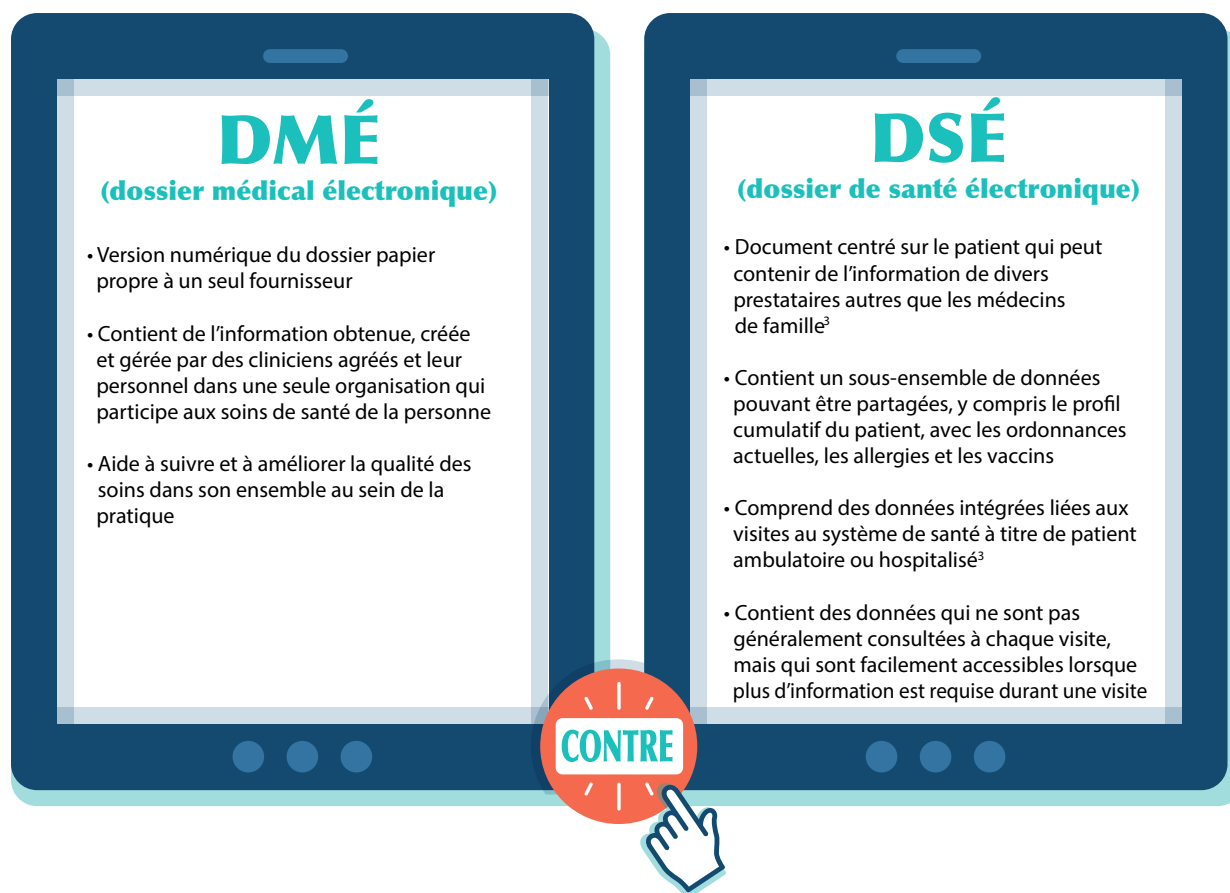 DMÉ
(dossier médical électronique)
• Version numérique du dossier papier
propre à un seul fournisseur
• Contient de l’information obtenue, créée
et gérée par des cliniciens agréés et leur
personnel dans une seule organisation qui
participe aux soins de santé de la personne
• Aide à suivre et à améliorer la qualité des
soins dans son ensemble au sein de la
pratique
CONTRE
DSÉ
(dossier de santé électronique)
• Document centré sur le patient qui peut
contenir de l’information de divers
prestataires autres que les médecins
de famille³
• Contient un sous-ensemble de données
pouvant être partagées, y compris le profil
cumulatif du patient, avec les ordonnances
actuelles, les allergies et les vaccins
• Comprend des données intégrées liées aux
visites au système de santé à titre de patient
ambulatoire ou hospitalisé³
• Contient des données qui ne sont pas
généralement consultées à chaque visite,
mais qui sont facilement accessibles lorsque
plus d’information est requise durant une visite